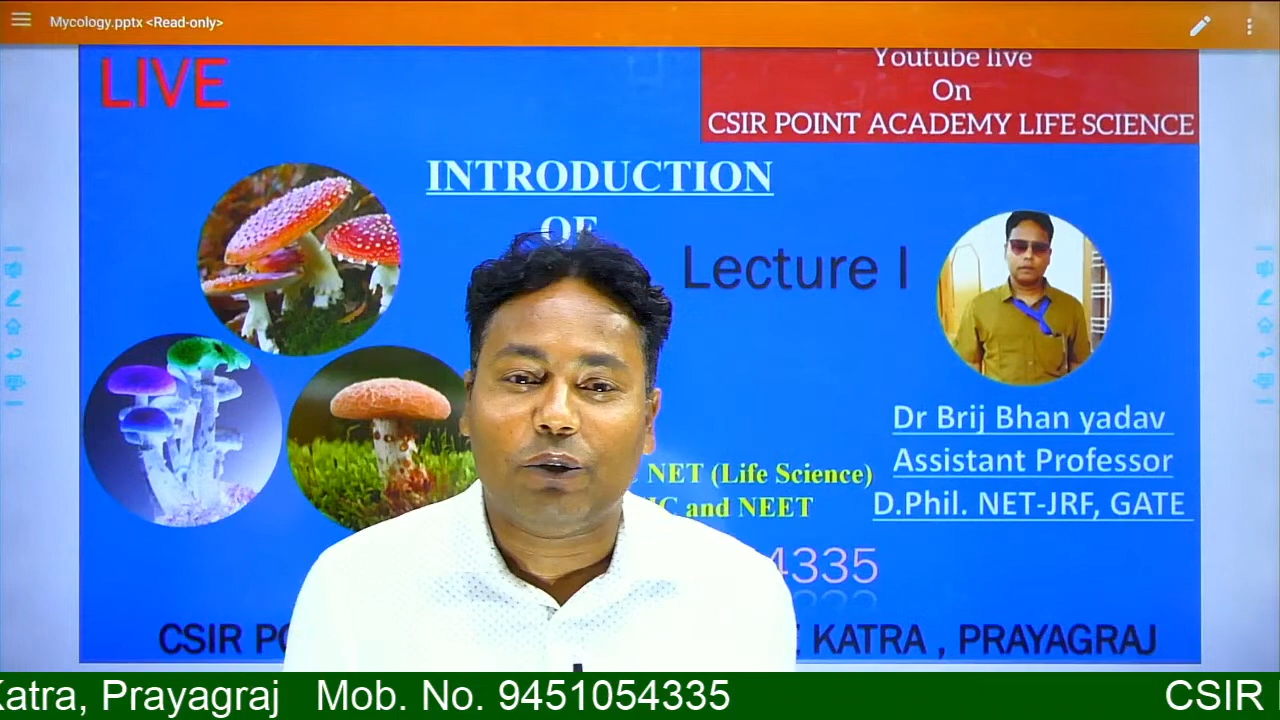 Mycology.pptx <Read-only>
LIVE
Youtube live
On
CSIR POINT ACADEMY LIFE SCIENCE
INTRODUCTION
OF
Lecture I
Dr Brij Bhan yadav
Assistant Professor
D.Phil. NET-JRF, GATE
NET (Life Science)
and NEET
4335
CSIR
KATRA , PRAYAGRAJ
Katra, Prayagraj Mob. No. 9451054335
CSIR